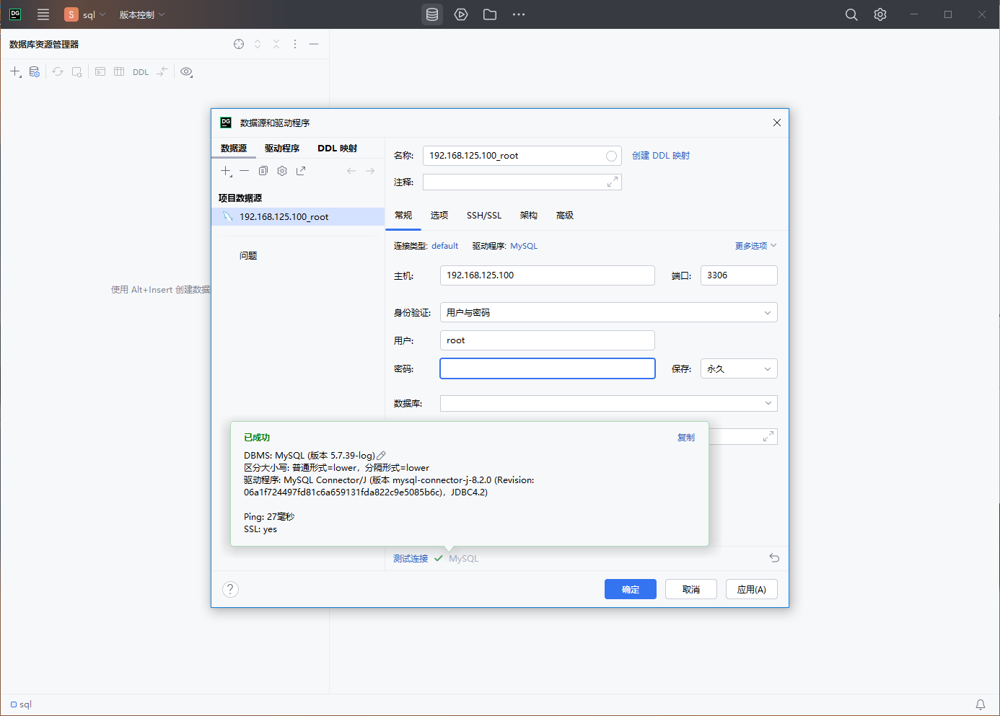 DG
S
sql
版本控制
数据库资源管理器
DDL
使用 Alt+Insert 创建数据
DG
数据源和驱动程序
数据源
驱动程序
DDL 映射
项目数据源
192.168.125.100_root
问题
名称:
192.168.125.100_root
创建 DDL 映射
注释:
常规
选项
SSH/SSL
架构
高级
连接类型: default
驱动程序: MySQL
更多选项
主机:
192.168.125.100
端口:
3306
身份验证:
用户与密码
用户:
root
密码:
保存:
永久
数据库:
已成功
复制
DBMS: MySQL (版本 5.7.39-log)
区分大小写: 普通形式=lower，分隔形式=lower
驱动程序: MySQL Connector/J (版本 mysql-connector-j-8.2.0 (Revision:
06a1f724497fd81c6a659131fda822c9e5085b6c)，JDBC4.2)
Ping: 27毫秒
SSL: yes
测试连接
MySQL
?
确定
取消
应用(A)
sql